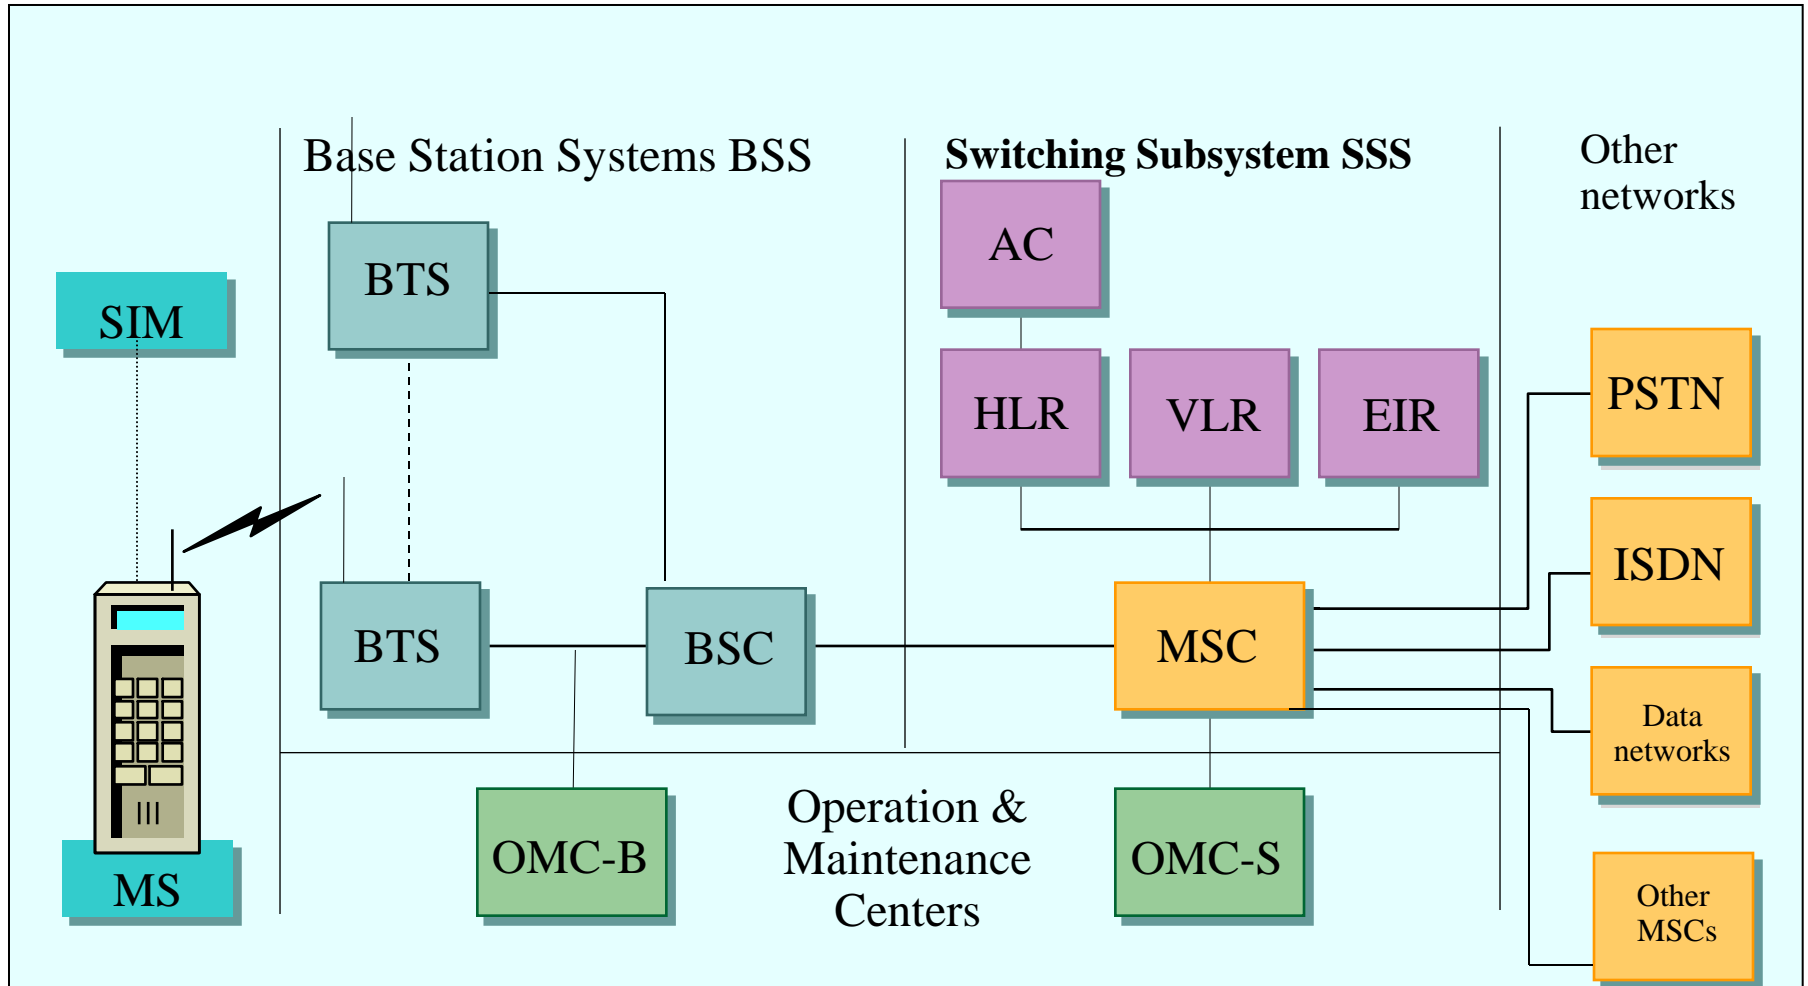 Base Station Systems BSS
Switching Subsystem SSS
Other
networks
AC
BTS
SIM
HLR
VLR
EIR
PSTN
ISDN
BTS
BSC
MSC
Data
networks
Operation &
Maintenance
Centers
OMC-B
OMC-S
MS
Other
MSCs